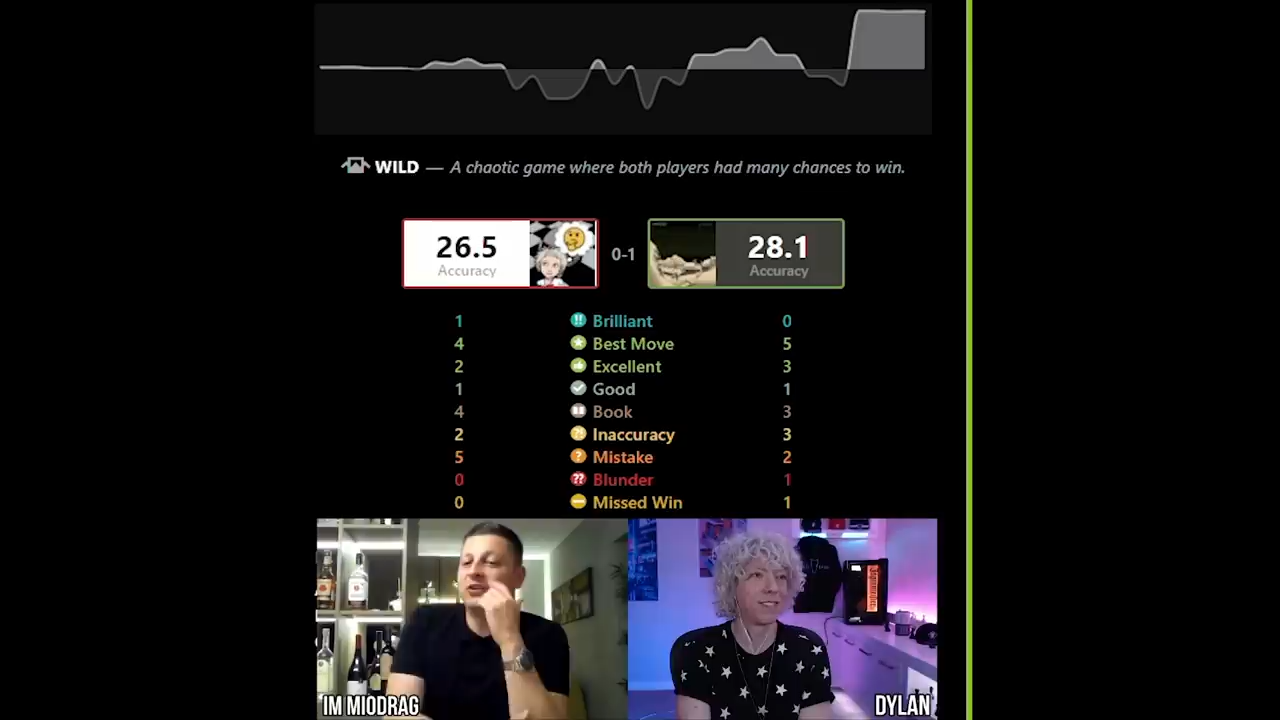 WILD — A chaotic game where both players had many chances to win.
26.5
Accuracy
0-1
28.1
Accuracy
1 !! Brilliant 0
4 Best Move 5
2 Excellent 3
1 Good 1
4 Book 3
2 ?! Inaccuracy 3
5 ? Mistake 2
0 ?? Blunder 1
0 Missed Win 1
IM MIODRAG
DYLAN